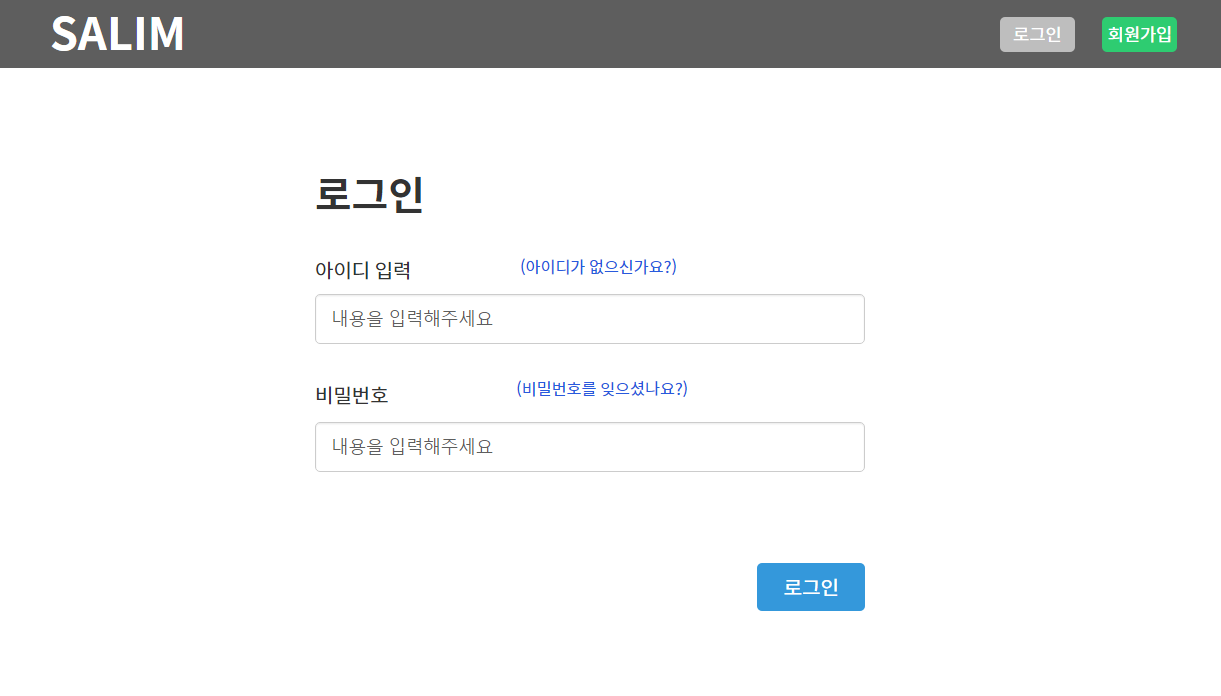 SALIM 로그인 회원가입
로그인
아이디 입력 (아이디가 없으신가요?)
내용을 입력해주세요
비밀번호 (비밀번호를 잊으셨나요?)
내용을 입력해주세요
로그인